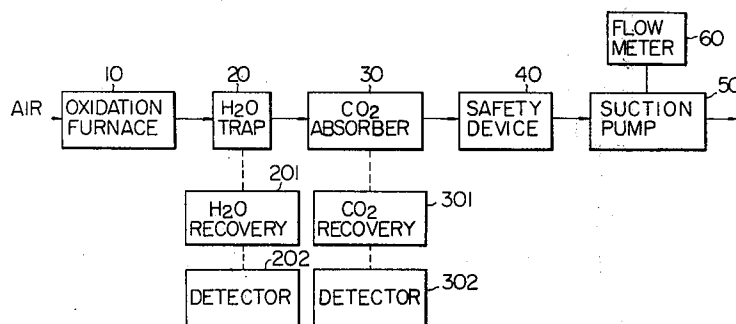 FLOW
METER
60
10
20
30
40
50
AIR
OXIDATION
FURNACE
H2O
TRAP
CO2
ABSORBER
SAFETY
DEVICE
SUCTION
PUMP
201
H2O
RECOVERY
CO2
RECOVERY
301
202
DETECTOR
DETECTOR
302